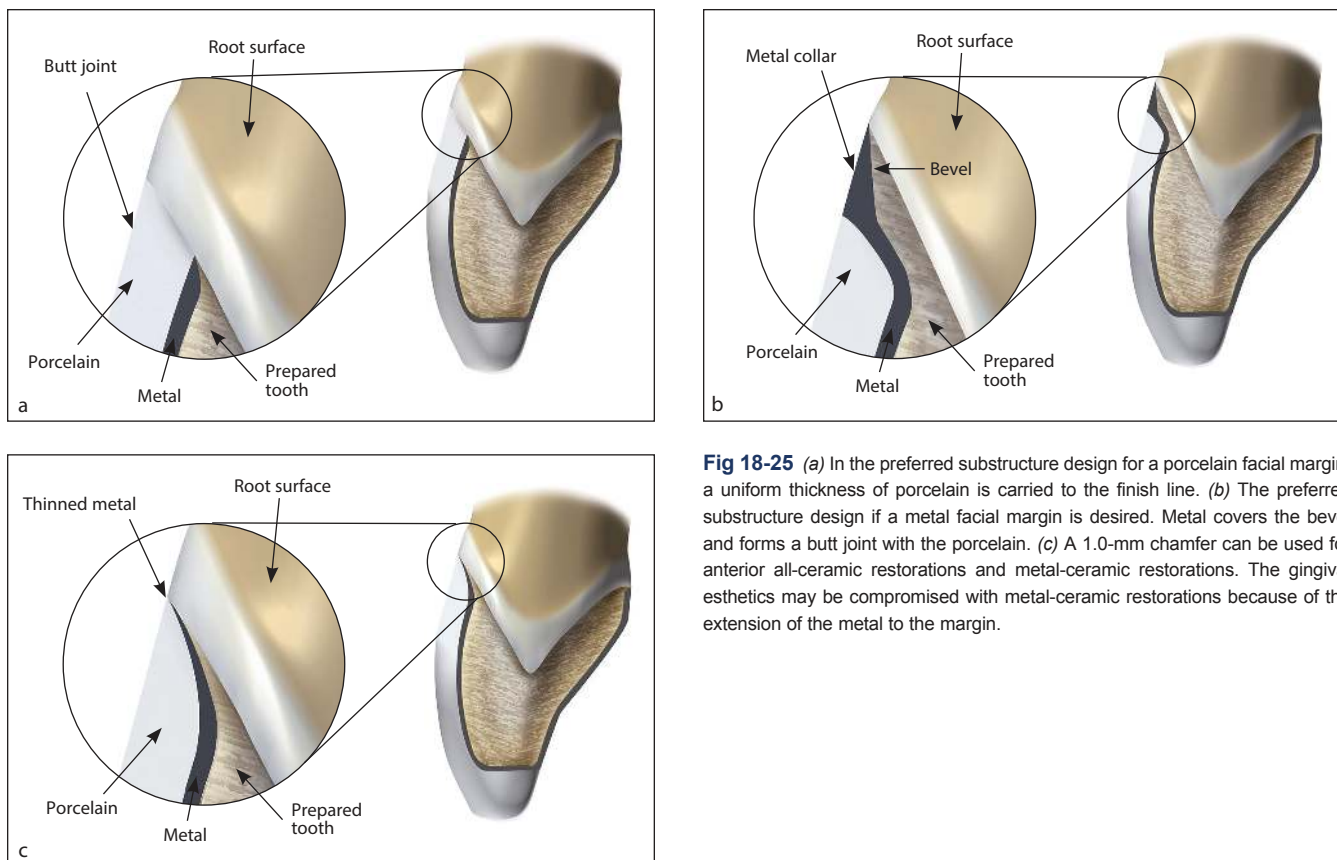 Butt joint
Root surface
Porcelain
Metal
Prepared
tooth
a
Metal collar
Root surface
Bevel
Porcelain
Metal
Prepared
tooth
b
Thinned metal
Root surface
Porcelain
Metal
Prepared
tooth
c
Fig 18-25 (a) In the preferred substructure design for a porcelain facial margin
a uniform thickness of porcelain is carried to the finish line. (b) The preferre
substructure design if a metal facial margin is desired. Metal covers the beve
and forms a butt joint with the porcelain. (c) A 1.0-mm chamfer can be used fo
anterior all-ceramic restorations and metal-ceramic restorations. The gingiva
esthetics may be compromised with metal-ceramic restorations because of th
extension of the metal to the margin.